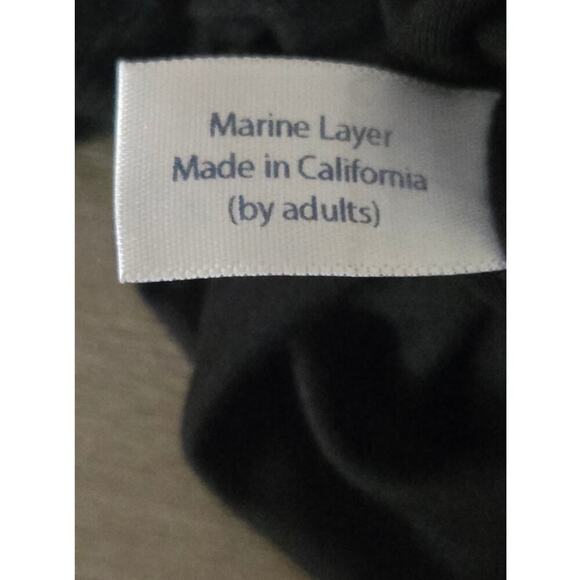 Marine Layer
Made in California
(by adults)